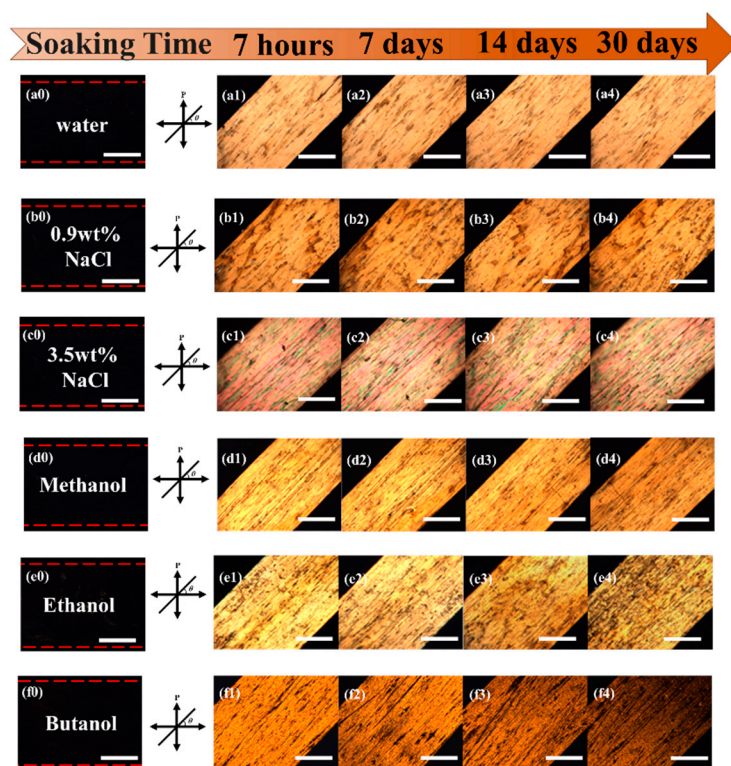 Soaking Time 7 hours 7 days 14 days 30 days
(a0) P (a1) (a2) (a3) (a4)
water θ
(b0) (b1) (b2) (b3) (b4)
0.9wt% θ
NaCl
(c0) P (c1) (c2) (c3) (c4)
3.5wt% θ
NaCl
(d0) P (d1) (d2) (d3) (d4)
Methanol θ
(e0) P (e1) (e2) (e3) (e4)
Ethanol θ
(f0) P (f1) (f2) (f3) (f4)
Butanol θ